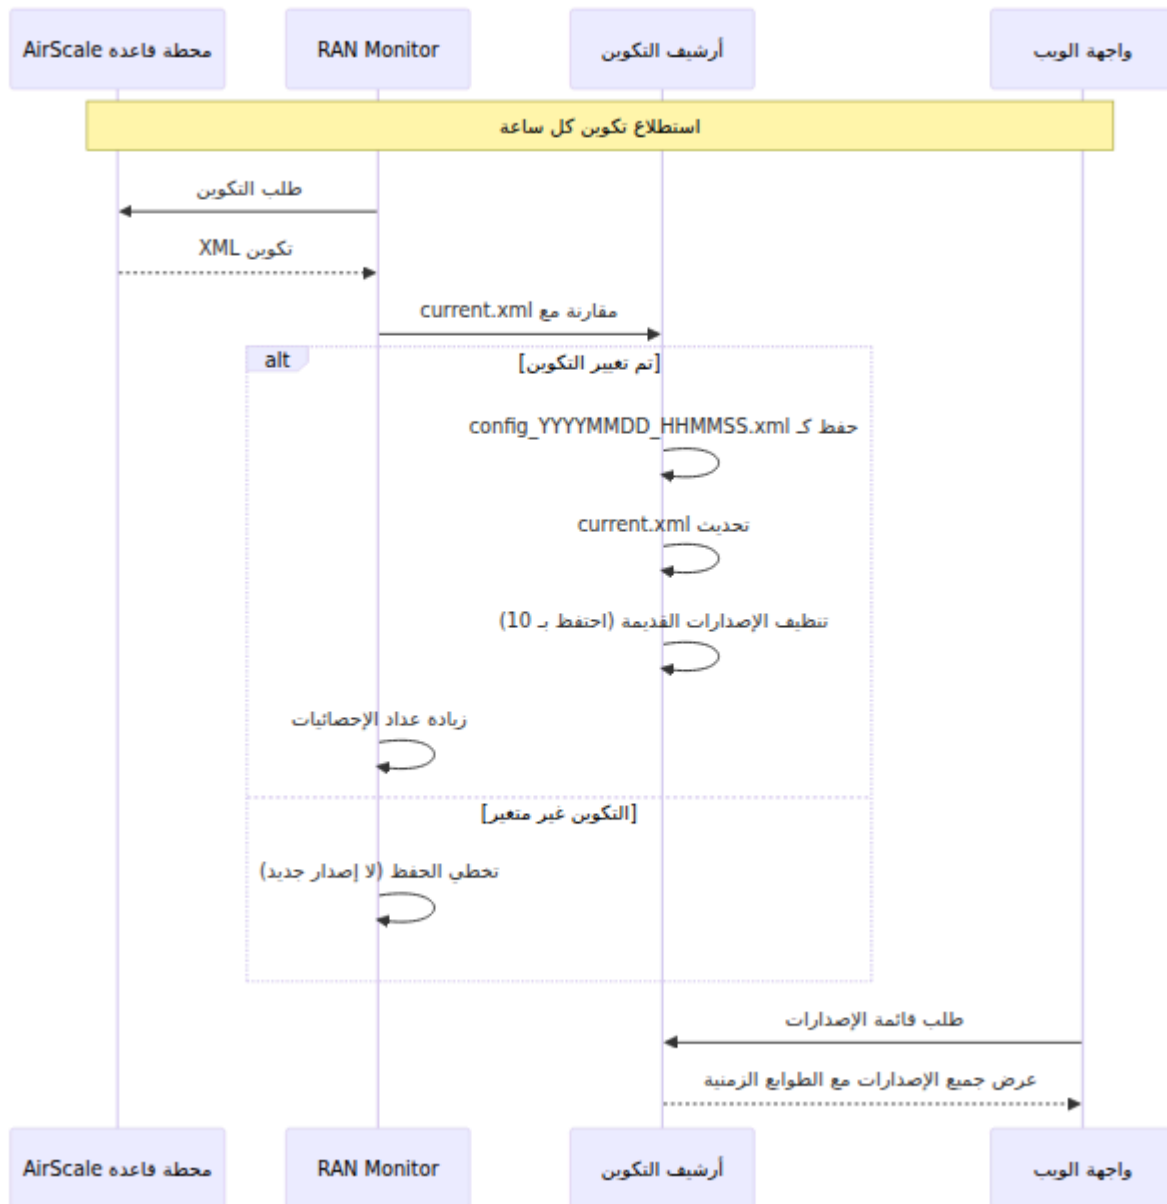 محطة قاعدة AirScale
RAN Monitor
أرشيف التكوين
واجهة الويب
استطلاع تكوين كل ساعة
طلب التكوين
تكوين XML
مقارنة مع current.xml
alt
[تم تغيير التكوين]
حفظ كـ config_YYYYMMDD_HHMMSS.xml
تحديث current.xml
تنظيف الإصدارات القديمة (احتفظ بـ 10)
زيادة عداد الإحصائيات
[التكوين غير متغير]
تخطي الحفظ (لا إصدار جديد)
طلب قائمة الإصدارات
عرض جميع الإصدارات مع الطوابع الزمنية
محطة قاعدة AirScale
RAN Monitor
أرشيف التكوين
واجهة الويب